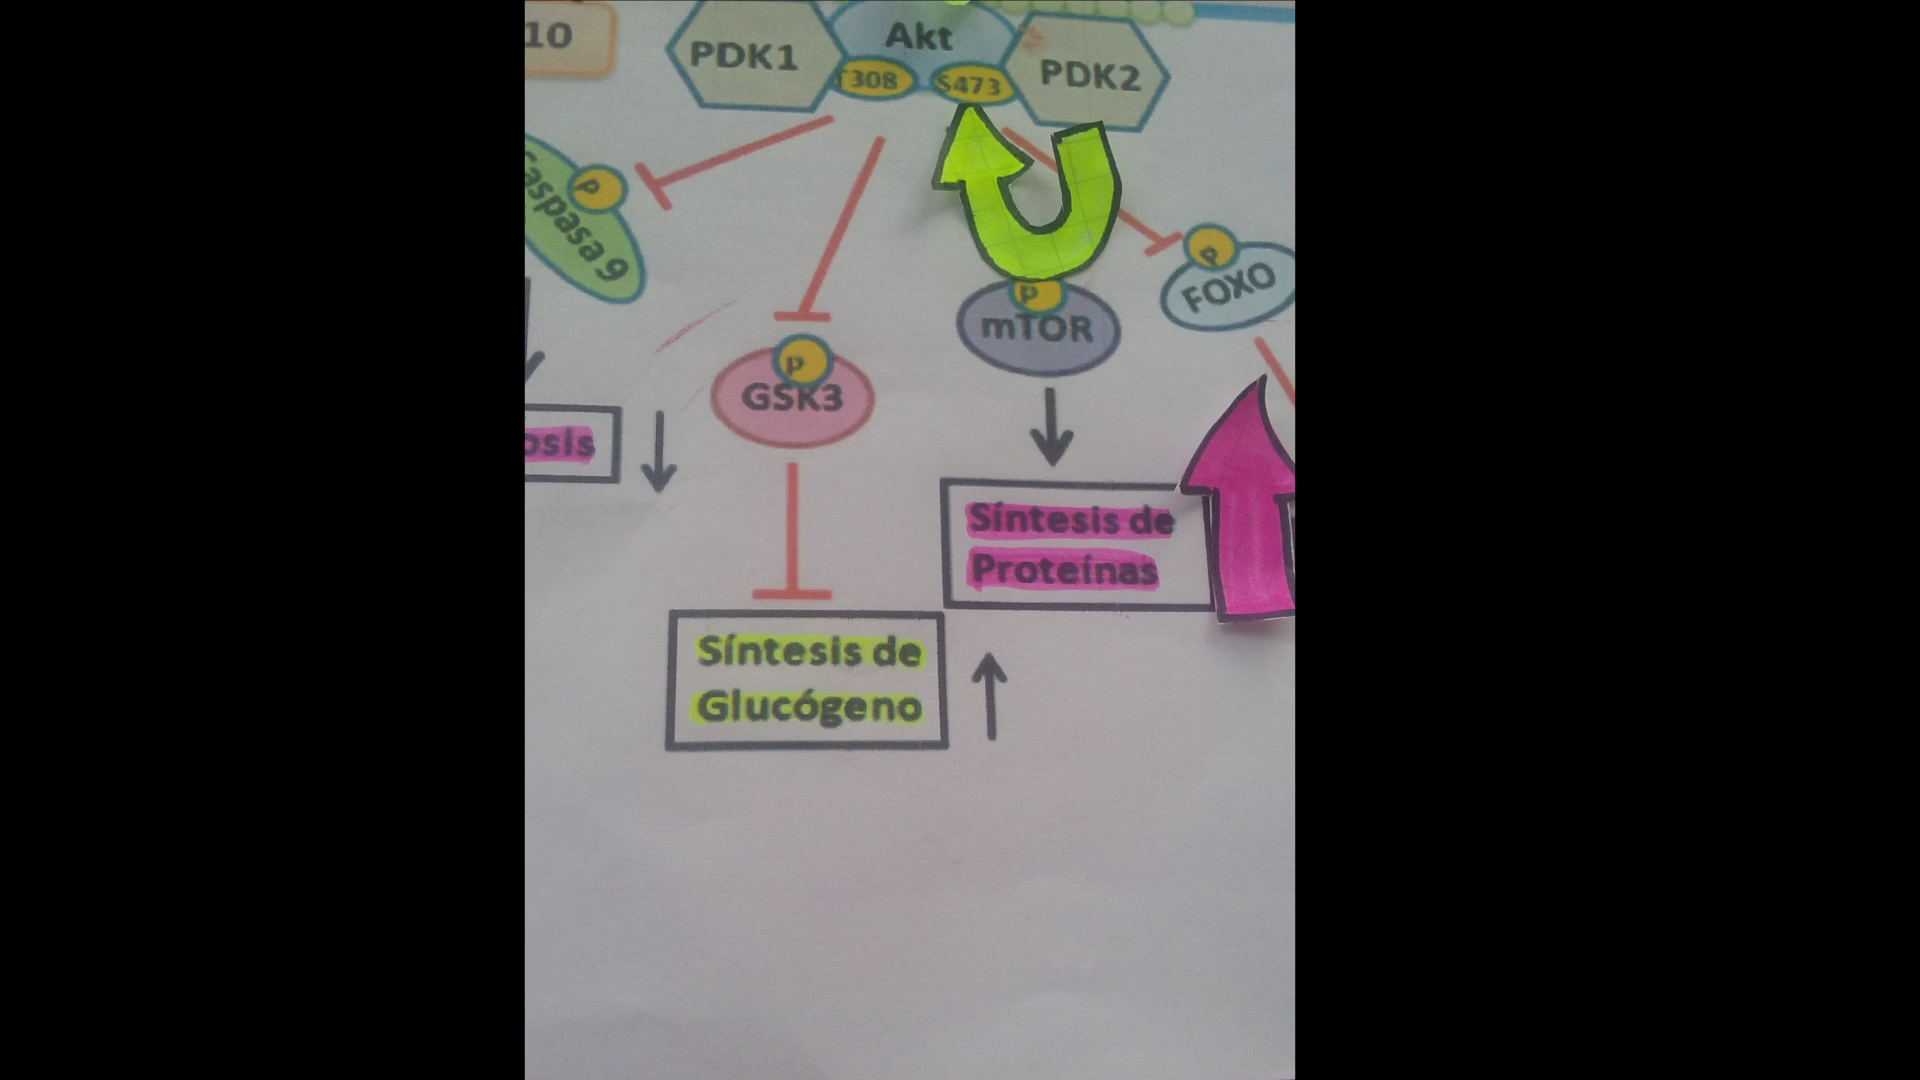 10
PDK1
Akt
PDK2
T308
S473
P
Caspasa 9
P
FOXO
P
mTOR
P
GSK3
osis
Síntesis de
Proteínas
Síntesis de
Glucógeno